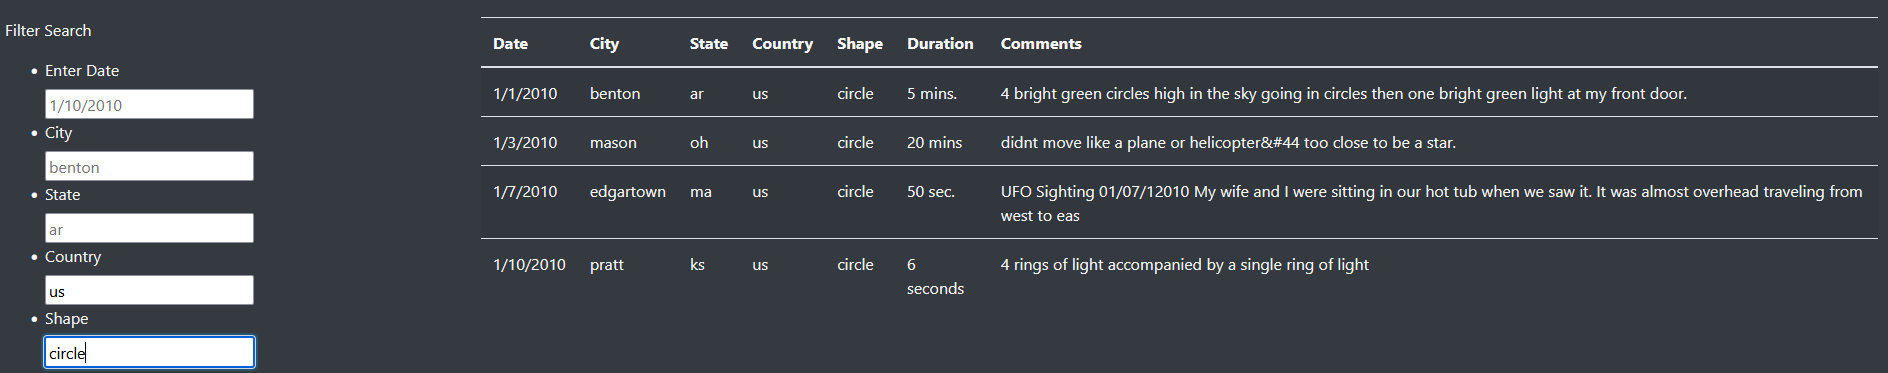 Filter Search
Enter Date
1/10/2010
City
benton
State
ar
Country
us
Shape
circle
Date City State Country Shape Duration Comments
1/1/2010 benton ar us circle 5 mins. 4 bright green circles high in the sky going in circles then one bright green light at my front door.
1/3/2010 mason oh us circle 20 mins didnt move like a plane or helicopter&#44 too close to be a star.
1/7/2010 edgartown ma us circle 50 sec. UFO Sighting 01/07/12010 My wife and I were sitting in our hot tub when we saw it. It was almost overhead traveling from
west to eas
1/10/2010 pratt ks us circle 6 4 rings of light accompanied by a single ring of light
seconds